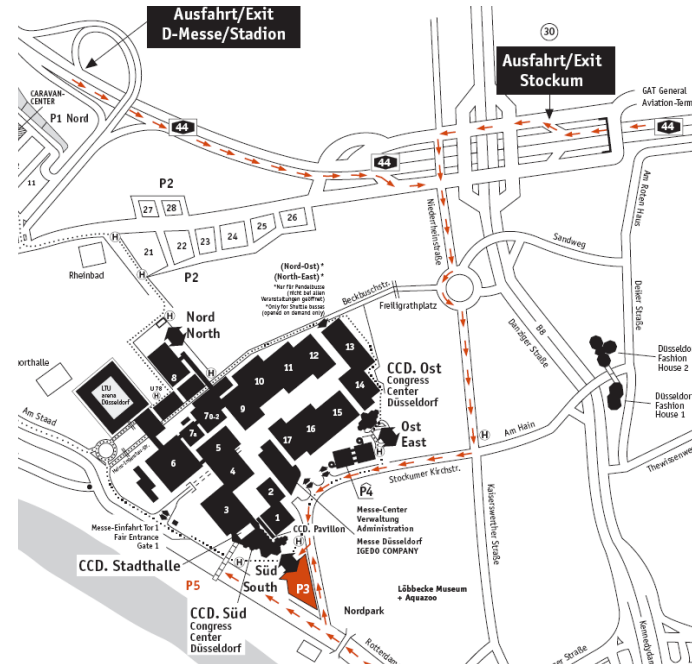 Ausfahrt/Exit
D-Messe/Stadion
30
Ausfahrt/Exit
Stockum
GAT General
Aviation-Term
CARAVAN-
CENTER
P1 Nord
44
44
44
11
P2
27
28
21
22
23
24
25
26
P2
Rheinbad
H
H
Am Roten Haus
Niederrheinstraße
Sandweg
Deiker Straße
(Nord-Ost)*
(North-East)*
*Nur für Pendelbusse
(nicht bei allen
Veranstaltungen geöffnet)
*Only for Shuttle busses
(opened on demand only)
Beckbuschstr.
Freiligrathplatz
Danziger Straße
B8
Nord
North
H
H
U 78
H
LTU
arena
Düsseldorf
Am Staad
8
9
10
11
12
13
14
15
16
17
7 0-2
7a
6
5
4
3
2
1
CCD. Ost
Congress
Center
Düsseldorf
Ost
East
H
P4
Stockumer Kirchstr.
Am Hain
H
Düsseldor
Fashion
House 2
Düsseldor
Fashion
House 1
Thewissenwe
Kaiserswerther Straße
Messe-Center
Verwaltung
Administration
Messe Düsseldorf
IGEDO COMPANY
Messe-Einfahrt Tor 1
Fair Entrance
Gate 1
CCD. Pavillon
H
H
CCD. Stadthalle
Süd
South
P3
P5
CCD. Süd
Congress
Center
Düsseldorf
Nordpark
Löbbecke Museum
+ Aquazoo
Rotterdam
Kennedyda
er Straße